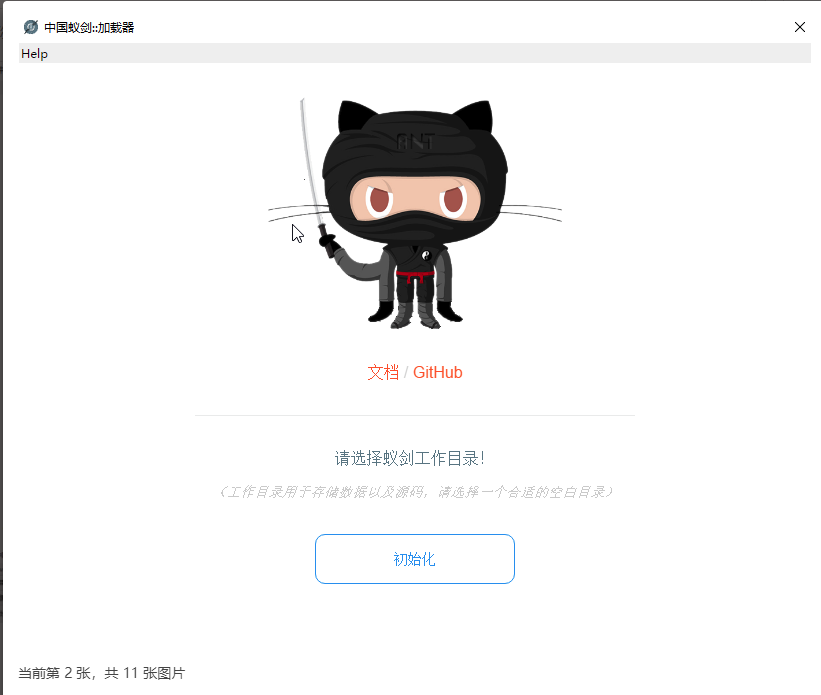 中国蚁剑::加载器
Help
ANT
文档 / GitHub
请选择蚁剑工作目录！
（工作目录用于存储数据以及源码，请选择一个合适的空白目录）
初始化
当前第 2 张，共 11 张图片